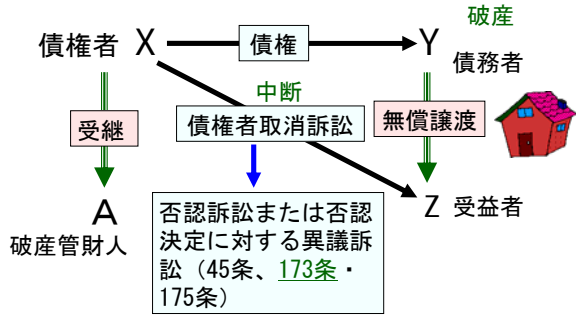 破産
債権者 X 債権 Y
債務者
中断
受継 債権者取消訴訟 無償譲渡
A Z 受益者
破産管財人
否認訴訟または否認
決定に対する異議訴
訟（45条、173条・
175条）